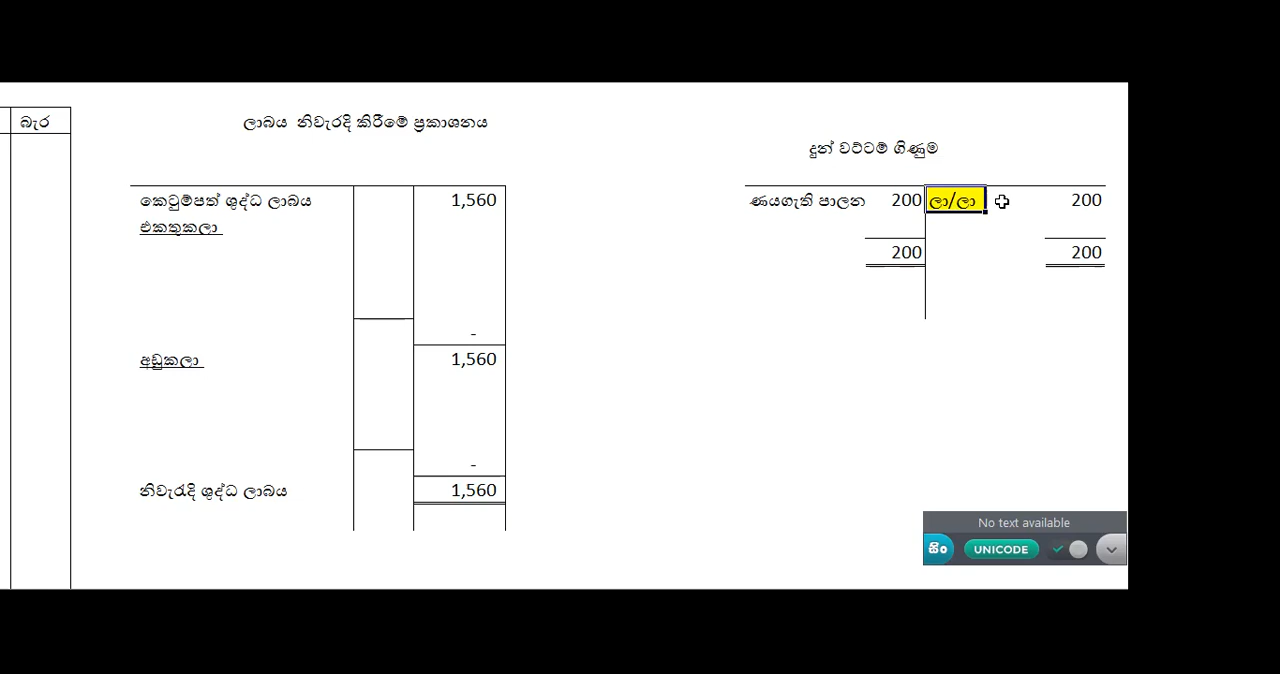 බැර
ලාබය නිවැරදි කිරීමේ ප්‍රකාශනය
කෙටුම්පත් ශුද්ධ ලාබය 1,560
එකතුකලා
-
අඩුකලා 1,560
-
නිවැරැදි ශුද්ධ ලාබය 1,560
දුන් වට්ටම් ගිණුම
ණයගැති පාලන 200 ලා/ලා 200
200 200
No text available
සිං UNICODE